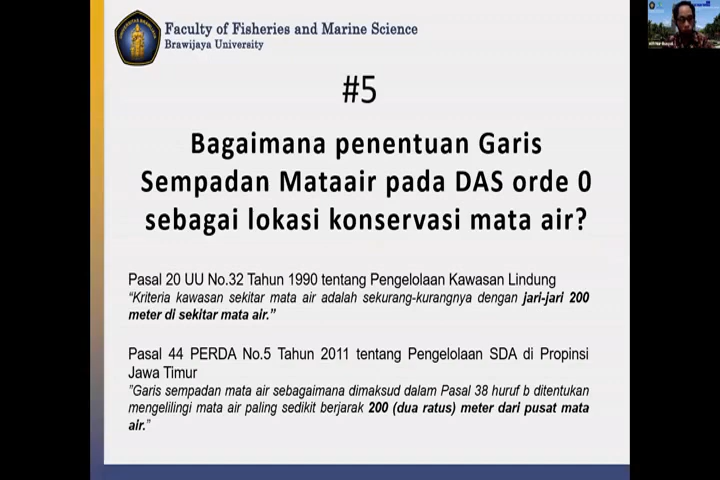 Faculty of Fisheries and Marine Science
Brawijaya University
#5
Bagaimana penentuan Garis
Sempadan Mataair pada DAS orde 0
sebagai lokasi konservasi mata air?
Pasal 20 UU No.32 Tahun 1990 tentang Pengelolaan Kawasan Lindung
“Kriteria kawasan sekitar mata air adalah sekurang-kurangnya dengan jari-jari 200
meter di sekitar mata air.”
Pasal 44 PERDA No.5 Tahun 2011 tentang Pengelolaan SDA di Propinsi
Jawa Timur
”Garis sempadan mata air sebagaimana dimaksud dalam Pasal 38 huruf b ditentukan
mengelilingi mata air paling sedikit berjarak 200 (dua ratus) meter dari pusat mata
air.”